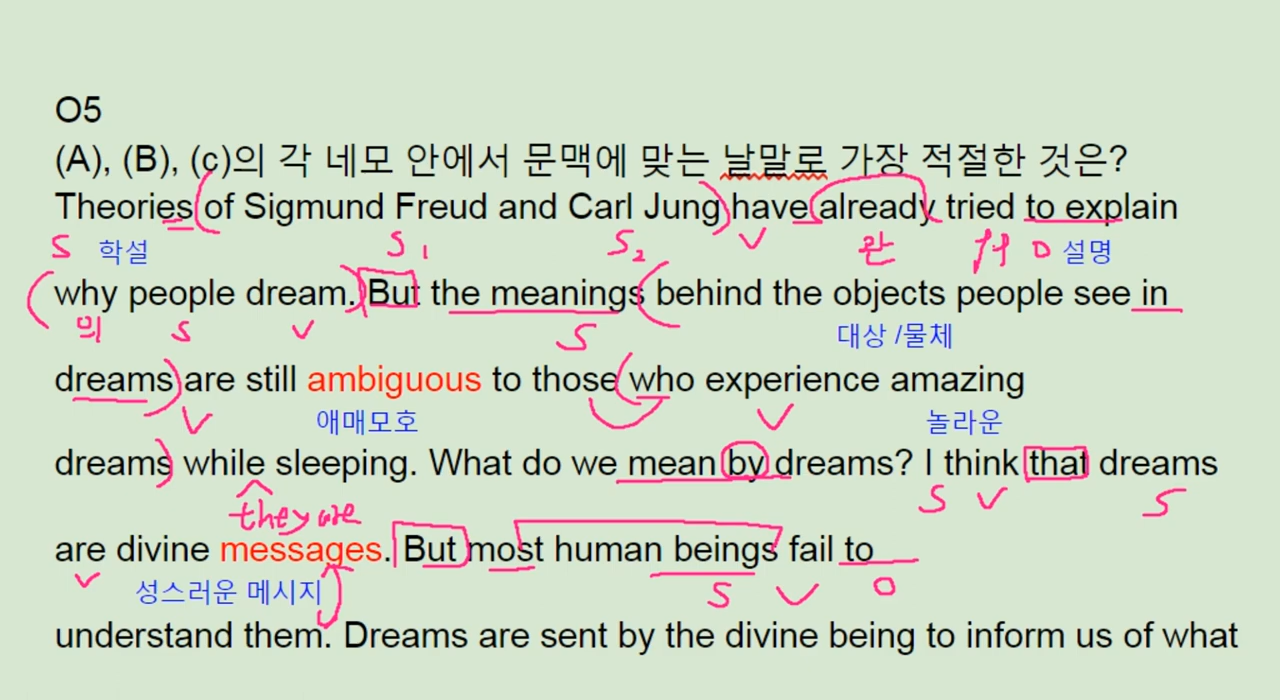 O5
(A), (B), (c)의 각 네모 안에서 문맥에 맞는 날말로 가장 적절한 것은?
Theories of Sigmund Freud and Carl Jung have already tried to explain
S 학설 S1 S2 V 완 O 설명
why people dream. But the meanings behind the objects people see in
의 S V S 대상 /물체
dreams are still ambiguous to those who experience amazing
V 애매모호 V 놀라운
dreams while sleeping. What do we mean by dreams? I think that dreams
they are S V S
are divine messages. But most human beings fail to
V 성스러운 메시지 S V O
understand them. Dreams are sent by the divine being to inform us of what